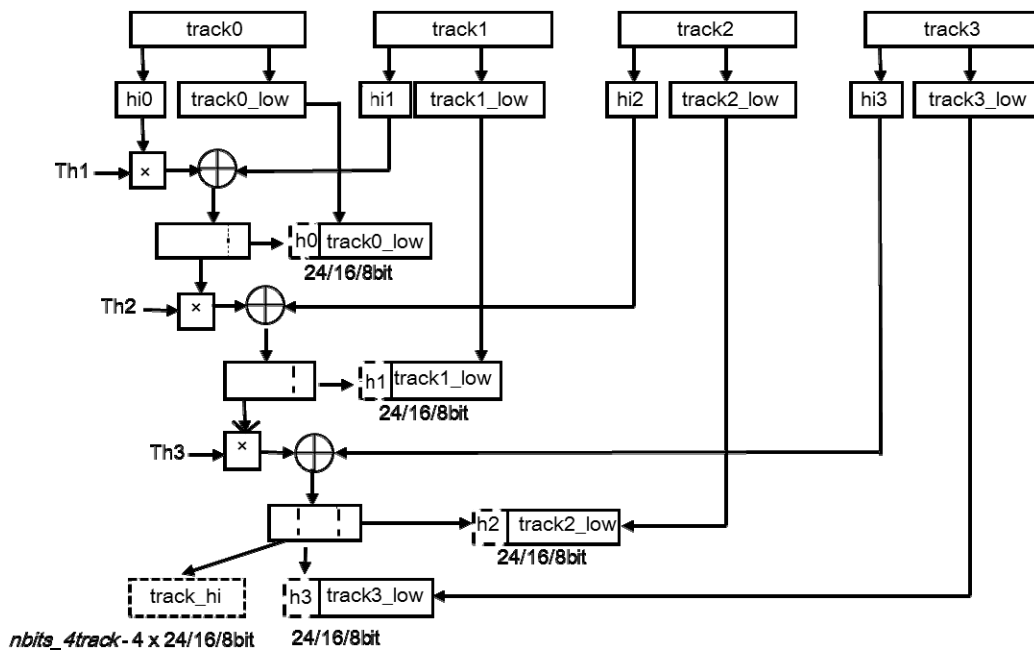 track0 track1 track2 track3
hi0 track0_low hi1 track1_low hi2 track2_low hi3 track3_low
Th1 × 
h0 track0_low
24/16/8bit
Th2 ×
h1 track1_low
24/16/8bit
Th3 ×
h2 track2_low
24/16/8bit
track_hi h3 track3_low
nbits_4track - 4 x 24/16/8bit 24/16/8bit